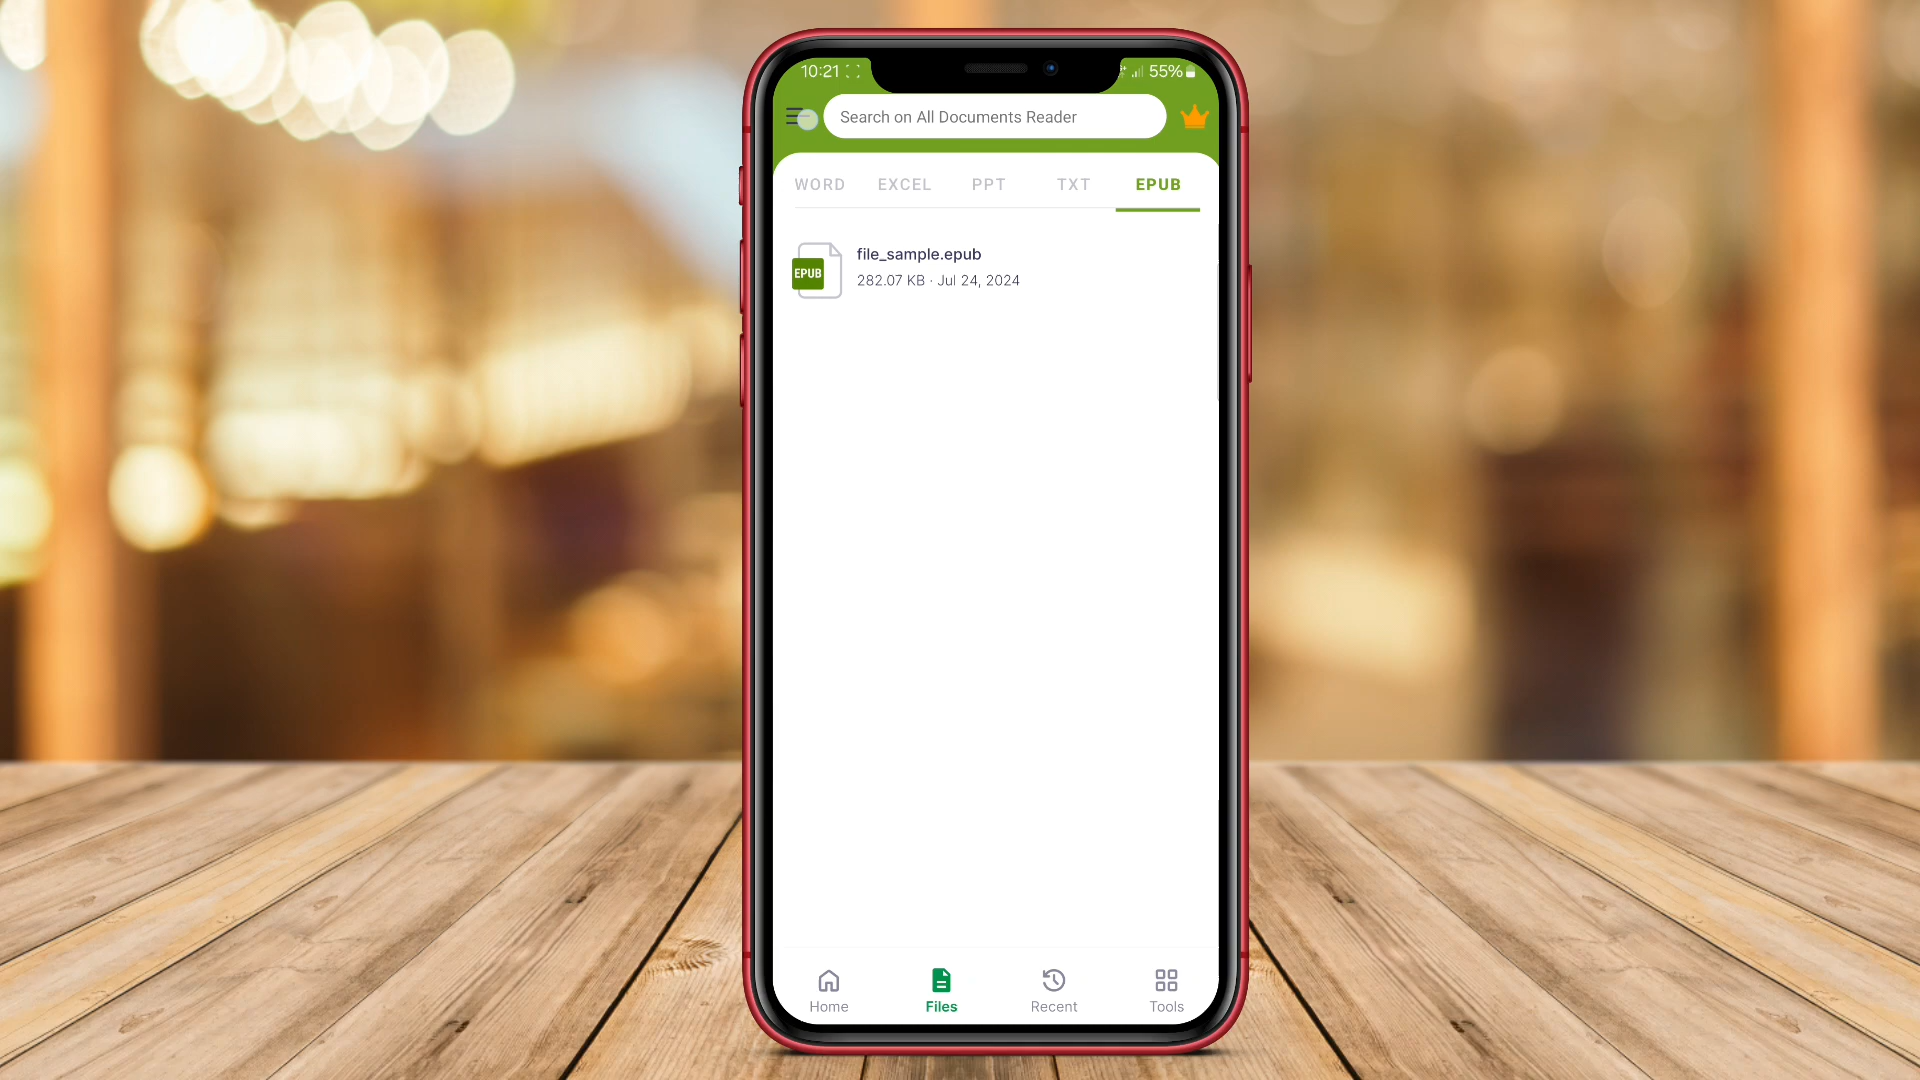 10:21
55%
Search on All Documents Reader
WORD EXCEL PPT TXT EPUB
file_sample.epub
EPUB
282.07 KB · Jul 24, 2024
Home Files Recent Tools